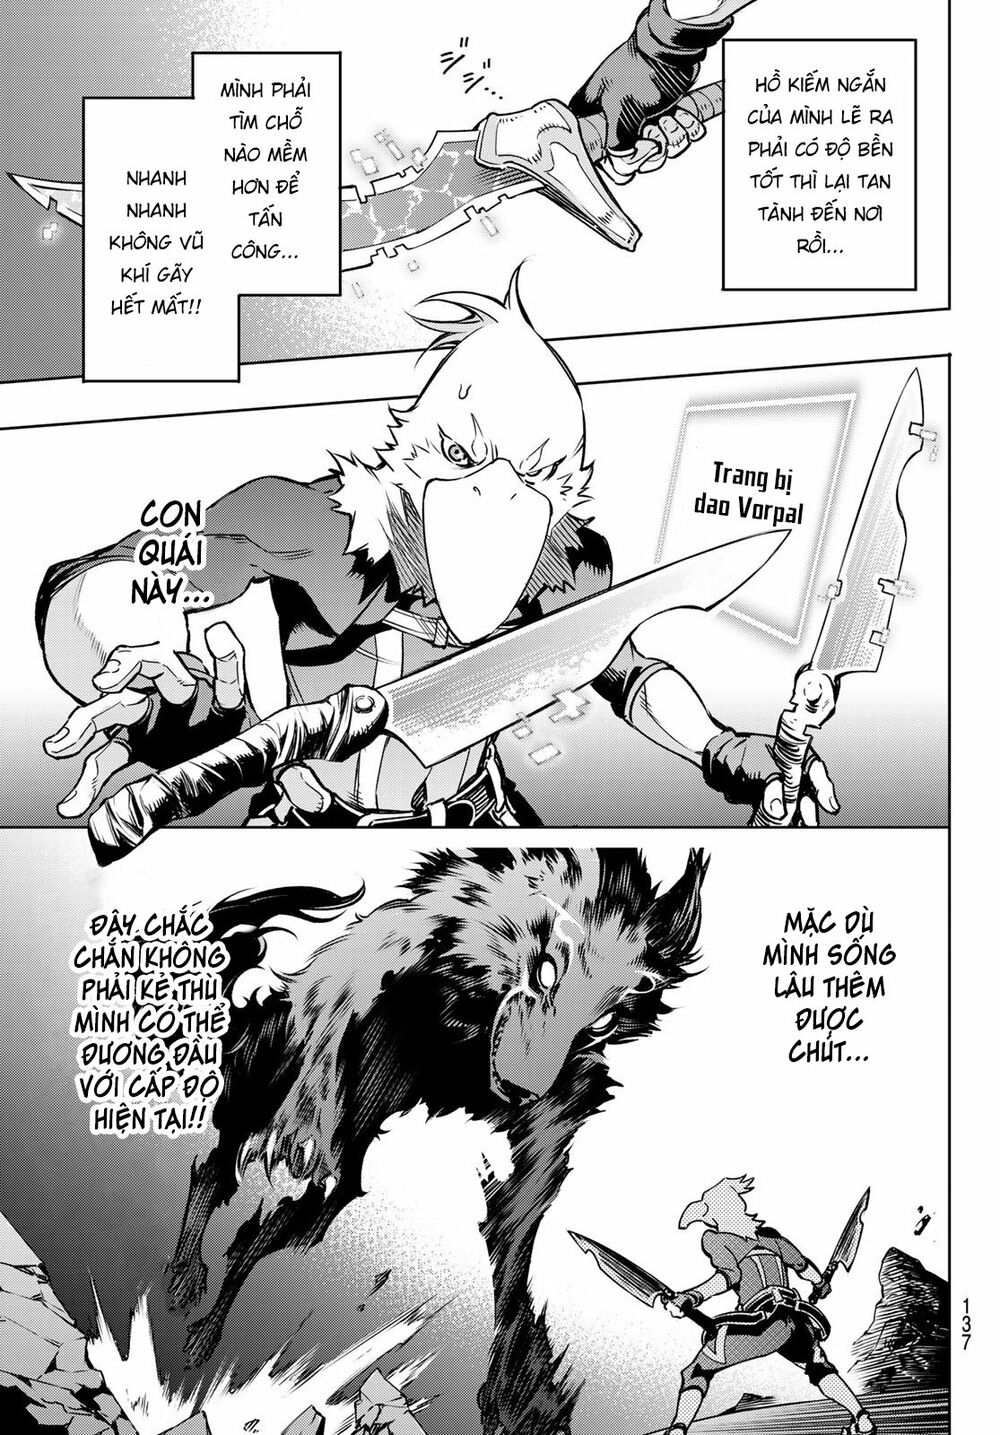 HỒ KIẾM NGẮN
CỦA MÌNH LẼ RA
PHẢI CÓ ĐỘ BỀN
TỐT THÌ LẠI TAN
TÀNH ĐẾN NƠI
RỒI...
MÌNH PHẢI
TÌM CHỖ
NÀO MỀM
HƠN ĐỂ
TẤN
CÔNG...
NHANH
NHANH
KHÔNG VŨ
KHÍ GÃY
HẾT MẤT!!
Trang bị
dao Vorpal
CON
QUÁI
NÀY...
MẶC DÙ
MÌNH SỐNG
LÂU THÊM
ĐƯỢC
CHÚT...
ĐÂY CHẮC
CHẮN KHÔNG
PHẢI KẺ THÙ
MÌNH CÓ THỂ
ĐƯƠNG ĐẦU
VỚI CẤP ĐỘ
HIỆN TẠI!!
137